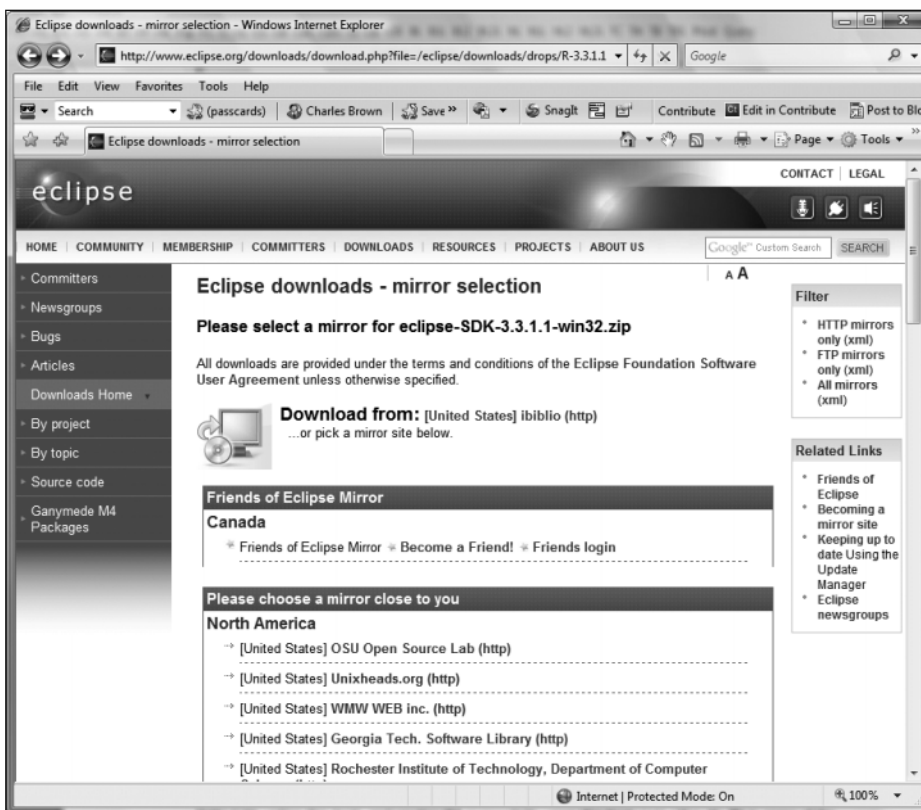 Eclipse downloads - mirror selection - Windows Internet Explorer
http://www.eclipse.org/downloads/download.php?file=/eclipse/downloads/drops/R-3.3.1.1
Google
File Edit View Favorites Tools Help
Search (passcards) Charles Brown Save » SnagIt Contribute Edit in Contribute Post to Blo
Eclipse downloads - mirror selection Page Tools »
CONTACT | LEGAL
eclipse
HOME | COMMUNITY | MEMBERSHIP | COMMITTERS | DOWNLOADS | RESOURCES | PROJECTS | ABOUT US
Google™ Custom Search SEARCH
Committers
Newsgroups
Bugs
Articles
Downloads Home
By project
By topic
Source code
Ganymede M4
Packages
A A
Eclipse downloads - mirror selection
Please select a mirror for eclipse-SDK-3.3.1.1-win32.zip
All downloads are provided under the terms and conditions of the Eclipse Foundation Software
User Agreement unless otherwise specified.
Download from: [United States] ibiblio (http)
...or pick a mirror site below.
Friends of Eclipse Mirror
Canada
Friends of Eclipse Mirror Become a Friend! Friends login
Please choose a mirror close to you
North America
[United States] OSU Open Source Lab (http)
[United States] Unixheads.org (http)
[United States] WMW WEB inc. (http)
[United States] Georgia Tech. Software Library (http)
[United States] Rochester Institute of Technology, Department of Computer
Filter
HTTP mirrors
only (xml)
FTP mirrors
only (xml)
All mirrors
(xml)
Related Links
Friends of
Eclipse
Becoming a
mirror site
Keeping up to
date Using the
Update
Manager
Eclipse
newsgroups
Internet | Protected Mode: On
100%